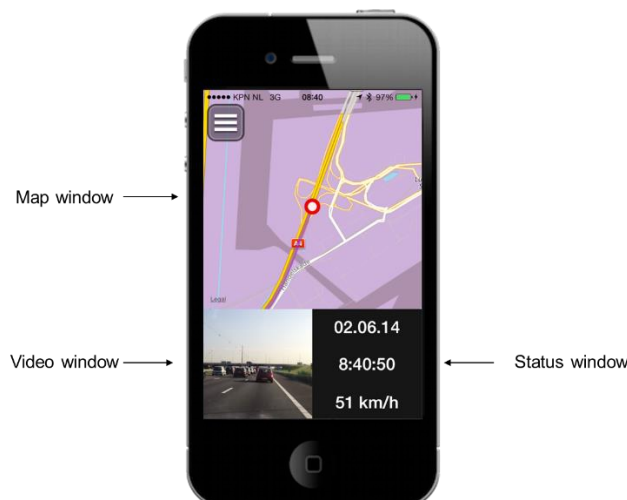 ●●●●● KPN NL 3G 08:40 97%
Map window
Legal
Video window
02.06.14
8:40:50
51 km/h
Status window